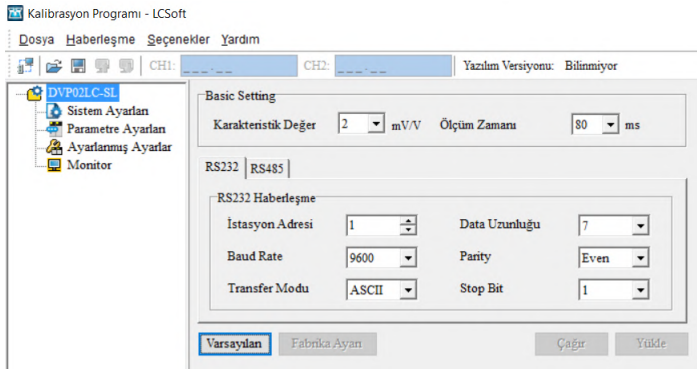 Kalibrasyon Programı - LCSoft
Dosya Haberleşme Seçenekler Yardım
CH1: ---.-- CH2: ---.-- Yazılım Versiyonu: Bilinmiyor
DVP02LC-SL
Sistem Ayarları
Parametre Ayarıları
Ayarlanmış Ayarlar
Monitor
Basic Setting
Karakteristik Değer 2 mV/V Ölçüm Zamanı 80 ms
RS232 RS485
RS232 Haberleşme
İstasyon Adresi 1 Data Uzunluğu 7
Baud Rate 9600 Parity Even
Transfer Modu ASCII Stop Bit 1
Varsayılan Fabrika Ayarı Çağır Yükle